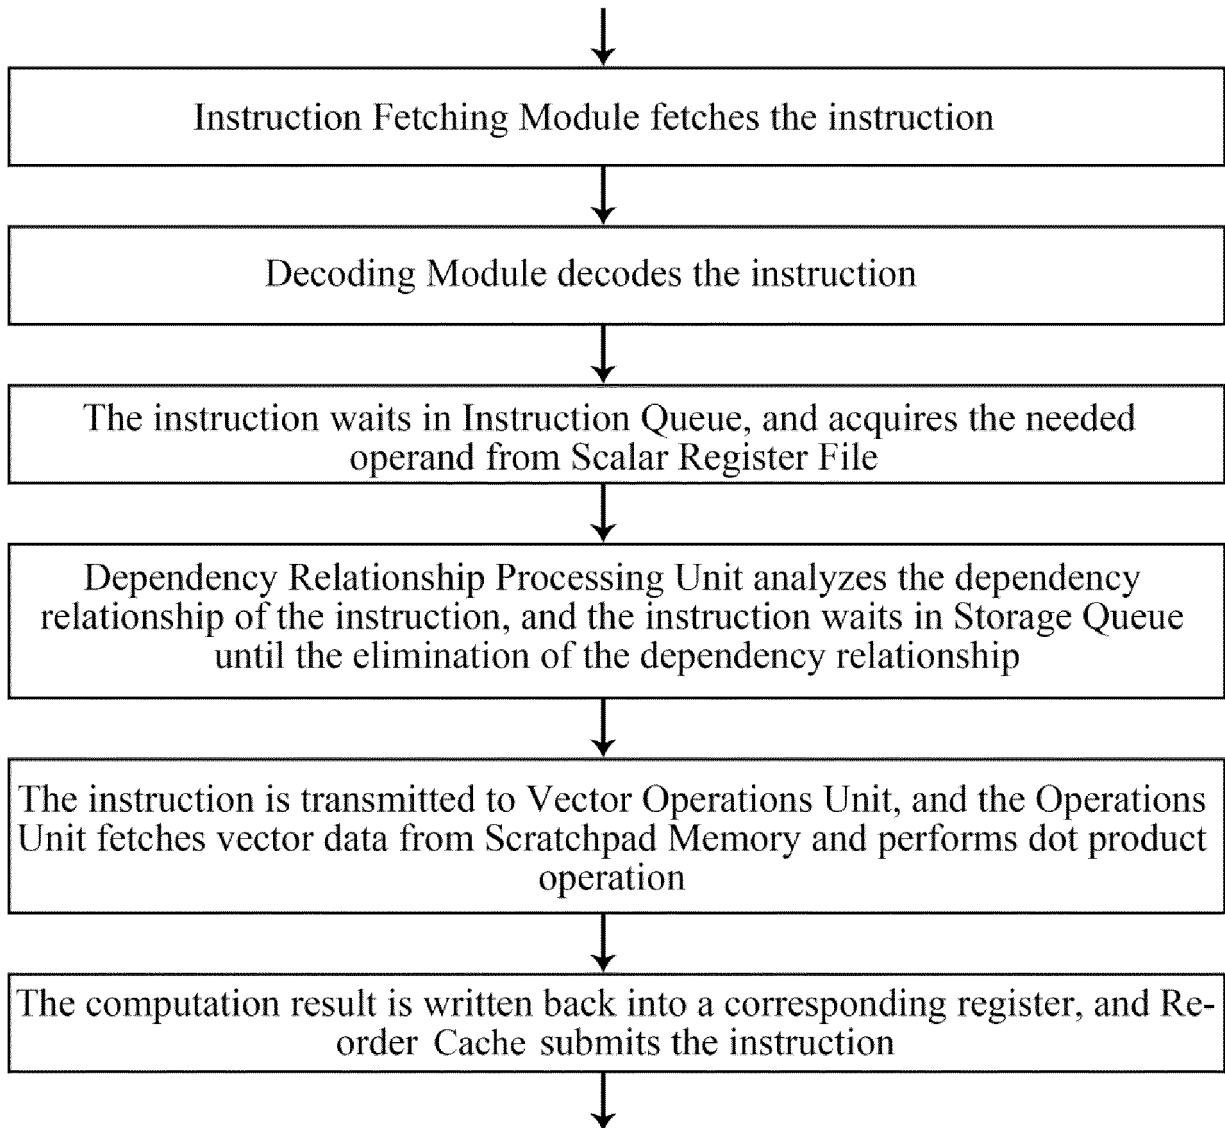 Instruction Fetching Module fetches the instruction
Decoding Module decodes the instruction
The instruction waits in Instruction Queue, and acquires the needed
operand from Scalar Register File
Dependency Relationship Processing Unit analyzes the dependency
relationship of the instruction, and the instruction waits in Storage Queue
until the elimination of the dependency relationship
The instruction is transmitted to Vector Operations Unit, and the Operations
Unit fetches vector data from Scratchpad Memory and performs dot product
operation
The computation result is written back into a corresponding register, and Re-
order Cache submits the instruction